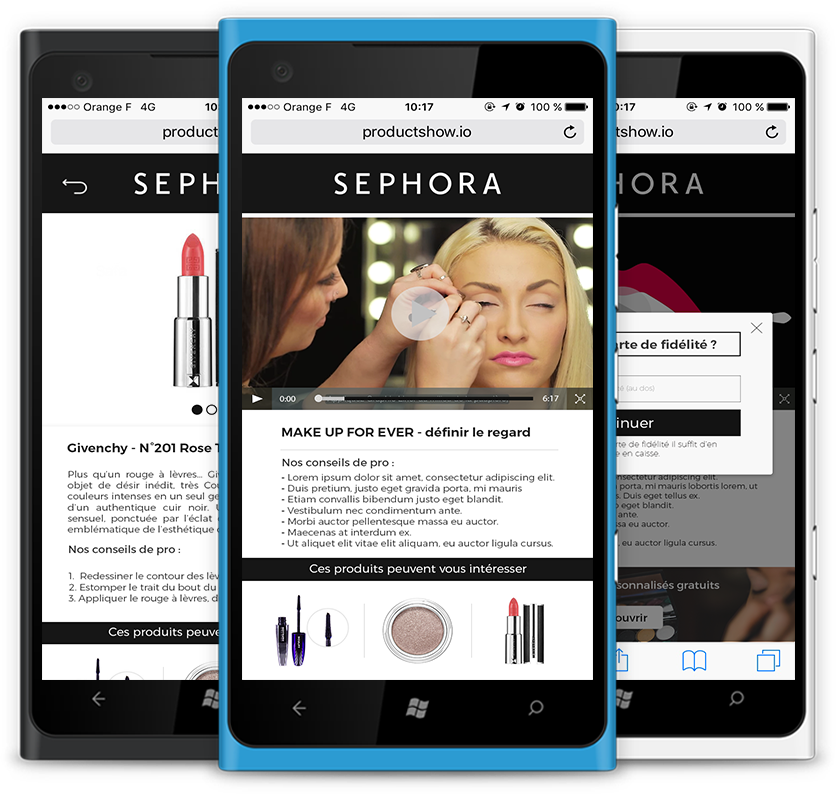 ●●●○○ Orange F 4G 10
product
SEPH
Givenchy - N°201 Rose T
Plus qu'un rouge à lèvres... Gi
objet de désir inédit, très Cou
couleurs intenses en un seul ge
d'un authentique cuir noir. U
sensuel, ponctuée par l'éclat
emblématique de l'esthétique
Nos conseils de pro :
1. Redessiner le contour des lèv
2. Estomper le trait du bout du
3. Appliquer le rouge à lèvres, d
Ces produits peuve
●●●○○ Orange F 4G 10:17 100 %
productshow.io
SEPHORA
0:00 6:17
MAKE UP FOR EVER - définir le regard
Nos conseils de pro :
- Lorem ipsum dolor sit amet, consectetur adipiscing elit.
- Duis pretium, justo eget gravida porta, mi mauris
- Etiam convallis bibendum justo eget blandit.
- Vestibulum nec condimentum ante.
- Morbi auctor pellentesque massa eu auctor.
- Maecenas at interdum ex.
- Ut aliquet elit vitae elit aliquam, eu auctor ligula cursus.
Ces produits peuvent vous intéresser
0:17 100 %
tshow.io
HORA
rte de fidélité ?
é (au dos)
inuer
rte de fidélité il suffit d'en
e en caisse.
nsectetur adipiscing elit.
porta, mi mauris lobortis lorem, ut
s. Duis eget tellus ex.
o eget blandit.
ante.
ssa eu auctor.
, eu auctor ligula cursus.
sonnalisés gratuits
ouvrir